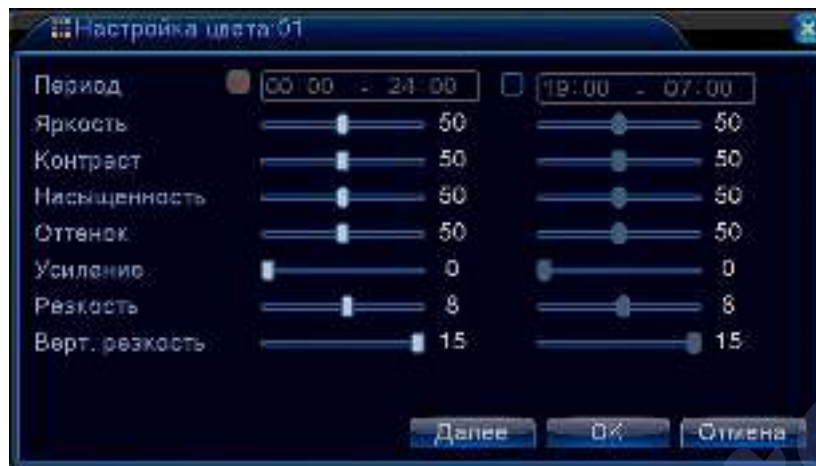 Настройка цвета:01
Период 00:00 - 24:00 19:00 - 07:00
Яркость 50 50
Контраст 50 50
Насыщенность 50 50
Оттенок 50 50
Усиление 0 0
Резкость 8 8
Верт. резкость 15 15
Далее OK Отмена